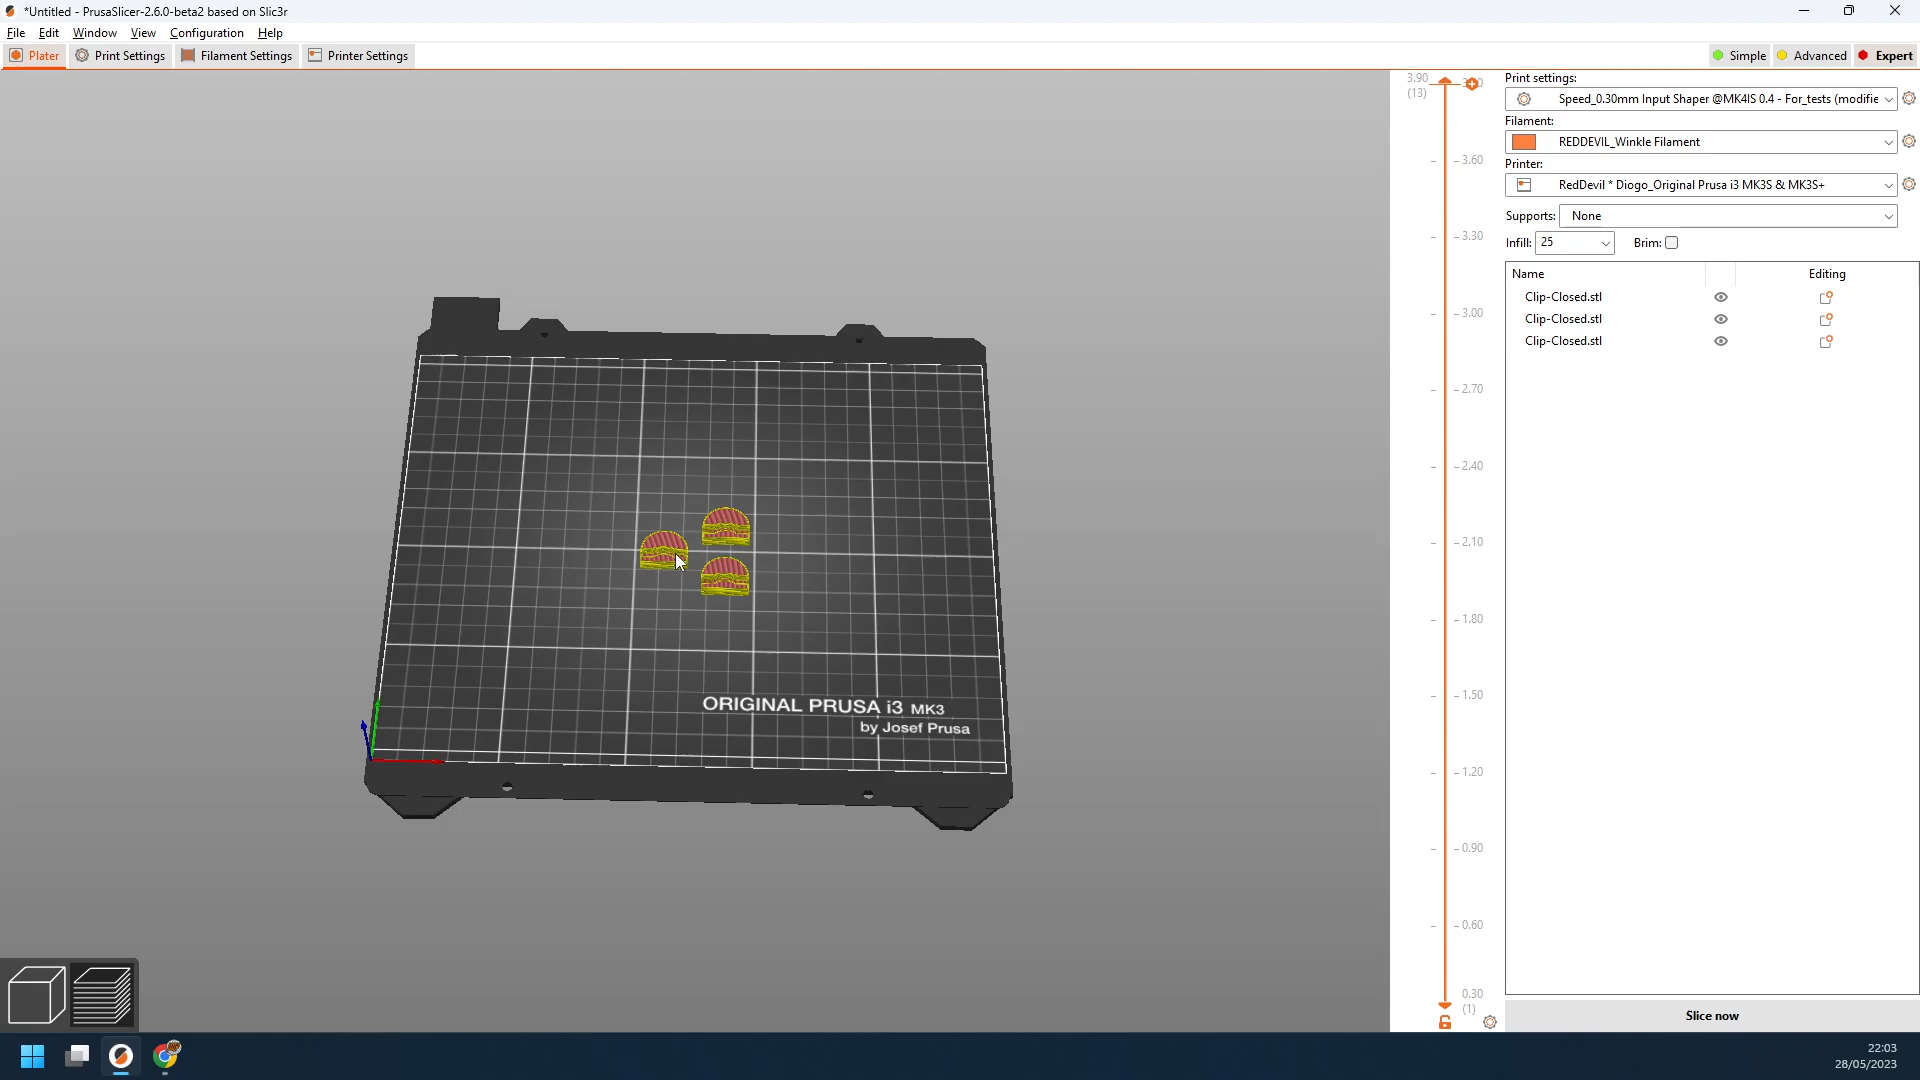 *Untitled - PrusaSlicer-2.6.0-beta2 based on Slic3r
File Edit Window View Configuration Help
Plater Print Settings Filament Settings Printer Settings Simple Advanced Expert
3.90
(13)
3.60
3.30
3.00
2.70
2.40
2.10
1.80
1.50
1.20
0.90
0.60
0.30
(1)
Print settings:
Speed_0.30mm Input Shaper @MK4IS 0.4 - For_tests (modifie
Filament:
REDDEVIL_Winkle Filament
Printer:
RedDevil * Diogo_Original Prusa i3 MK3S & MK3S+
Supports: None
Infill: 25 Brim:
Name Editing
Clip-Closed.stl
Clip-Closed.stl
Clip-Closed.stl
ORIGINAL PRUSA i3 MK3
by Josef Prusa
Slice now
22:03
28/05/2023